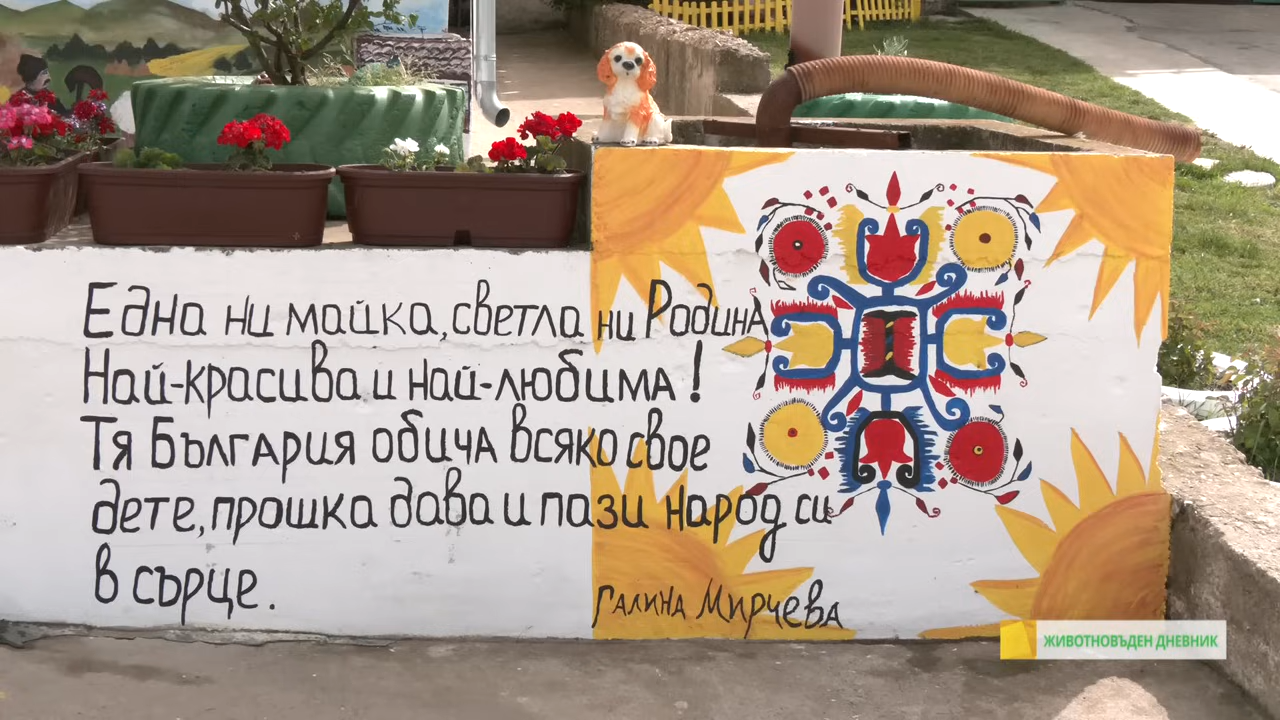 Една ни майка, светла ни Родина
Най-красива и най-любима!
Тя България обича всяко свое
дете, прошка дава и пази народ си
в сърце.
Галина Мирчева
ЖИВОТНОВЪДЕН ДНЕВНИК